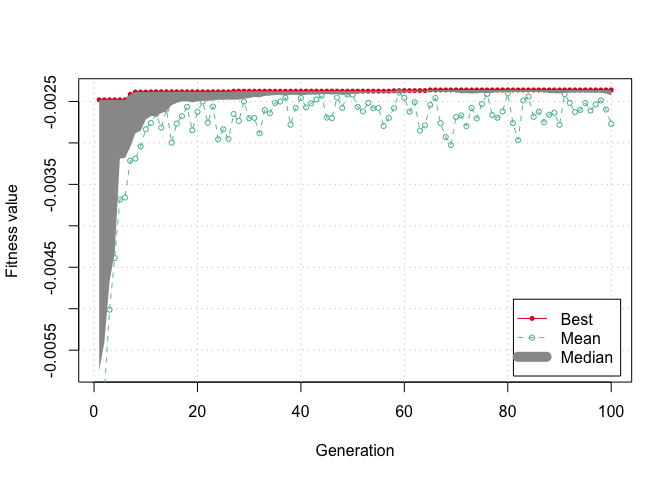 -0.0025
-0.0035
-0.0045
-0.0055
Fitness value
0 20 40 60 80 100
Generation
Best
Mean
Median